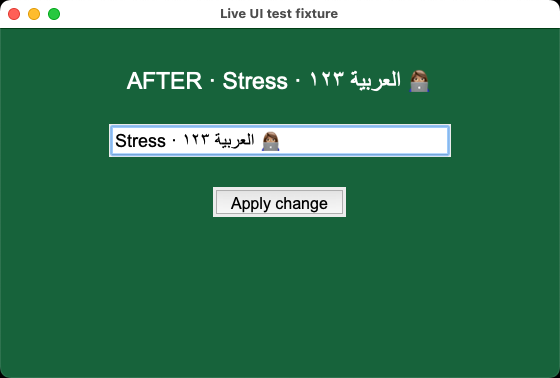 Live UI test fixture
AFTER · Stress · العربية ١٢٣ 👩🏽‍💻
Stress · العربية ١٢٣ 👩🏽‍💻
Apply change